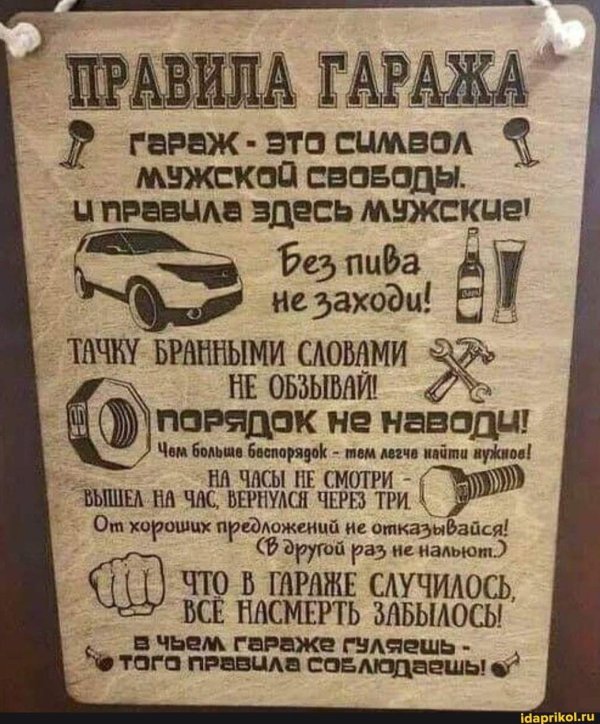 ПРАВИЛА ГАРАЖА
гараж - это символ
мужской свободы.
и правила здесь мужские!
Без пива
не заходи!
ТАЧКУ БРАННЫМИ СЛОВАМИ
НЕ ОБЗЫВАЙ!
порядок не наводи!
Чем больше беспорядок - тем легче найти нужное!
НА ЧАСЫ НЕ СМОТРИ -
ВЫШЕЛ НА ЧАС, ВЕРНУЛСЯ ЧЕРЕЗ ТРИ.
От хороших предложений не отказывайся!
(В другой раз не нальют.)
ЧТО В ГАРАЖЕ СЛУЧИЛОСЬ,
ВСЁ НАСМЕРТЬ ЗАБЫЛОСЬ!
в чьем гараже гуляешь -
того правила соблюдаешь!
idaprikol.ru